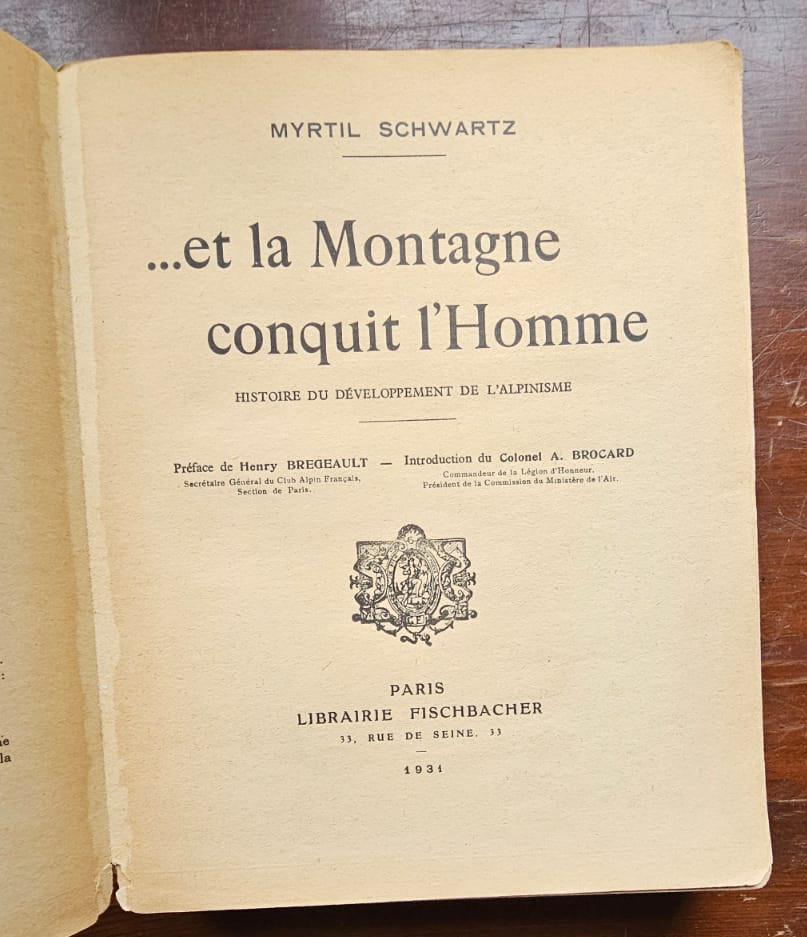 MYRTIL SCHWARTZ
...et la Montagne
conquit l'Homme
HISTOIRE DU DÉVELOPPEMENT DE L'ALPINISME
Préface de Henry BREGEAULT — Introduction du Colonel A. BROCARD
Secrétaire Général du Club Alpin Français,
Section de Paris.
Commandeur de la Légion d'Honneur,
Président de la Commission du Ministère de l'Air.
PARIS
LIBRAIRIE FISCHBACHER
33, RUE DE SEINE, 33
1931
la